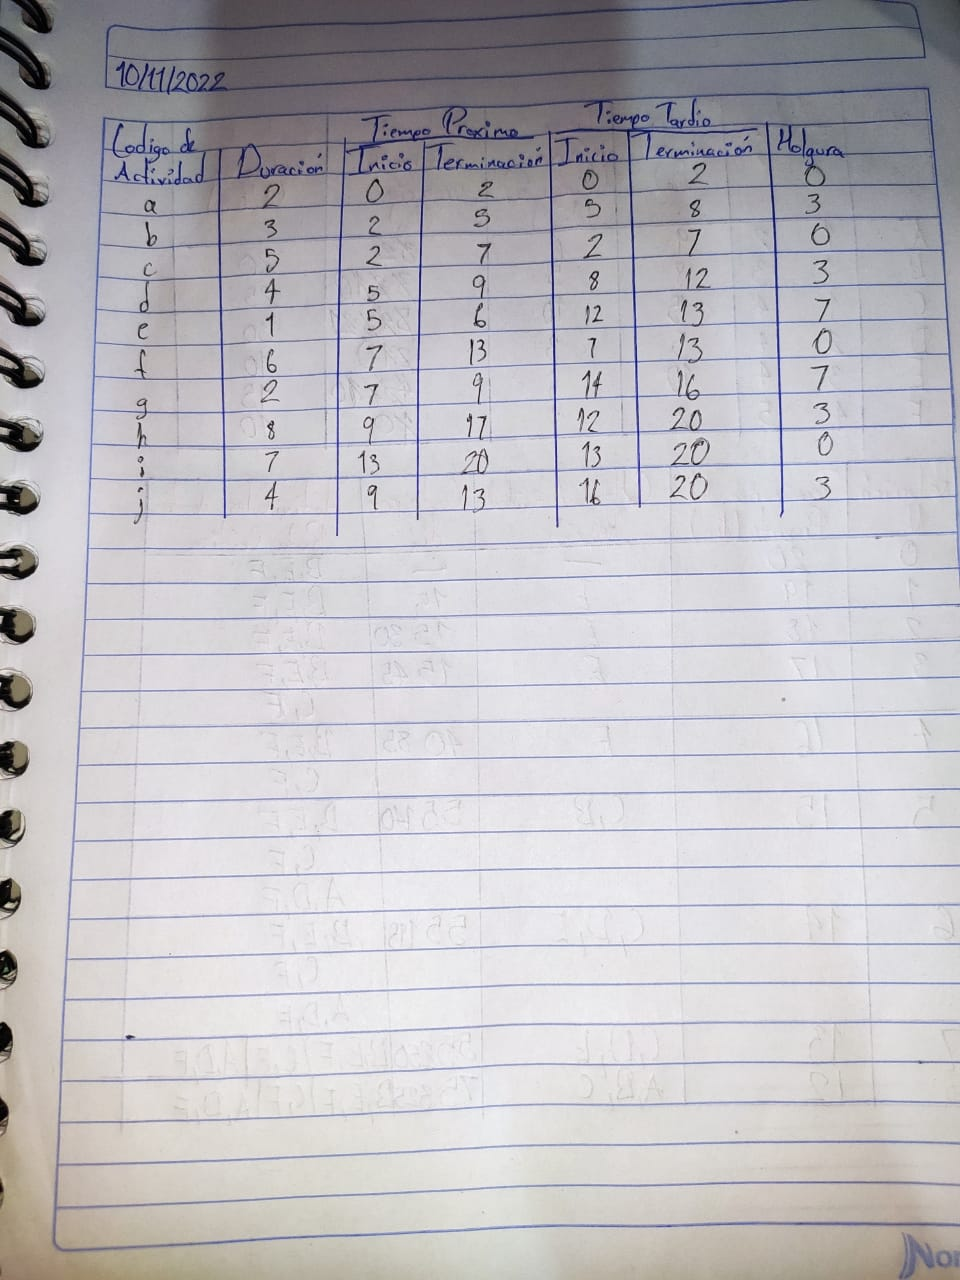 10/11/2022
Tiempo Proximo Tiempo Tardio
Codigo de Actividad Duración Inicio Terminación Inicio Terminación Holgura
a 2 0 2 0 2 0
b 3 2 5 5 8 3
c 5 2 7 2 7 0
d 4 5 9 8 12 3
e 1 5 6 12 13 7
f 6 7 13 7 13 0
g 2 7 9 14 16 7
h 8 9 17 12 20 3
i 7 13 20 13 20 0
j 4 9 13 16 20 3
Nor